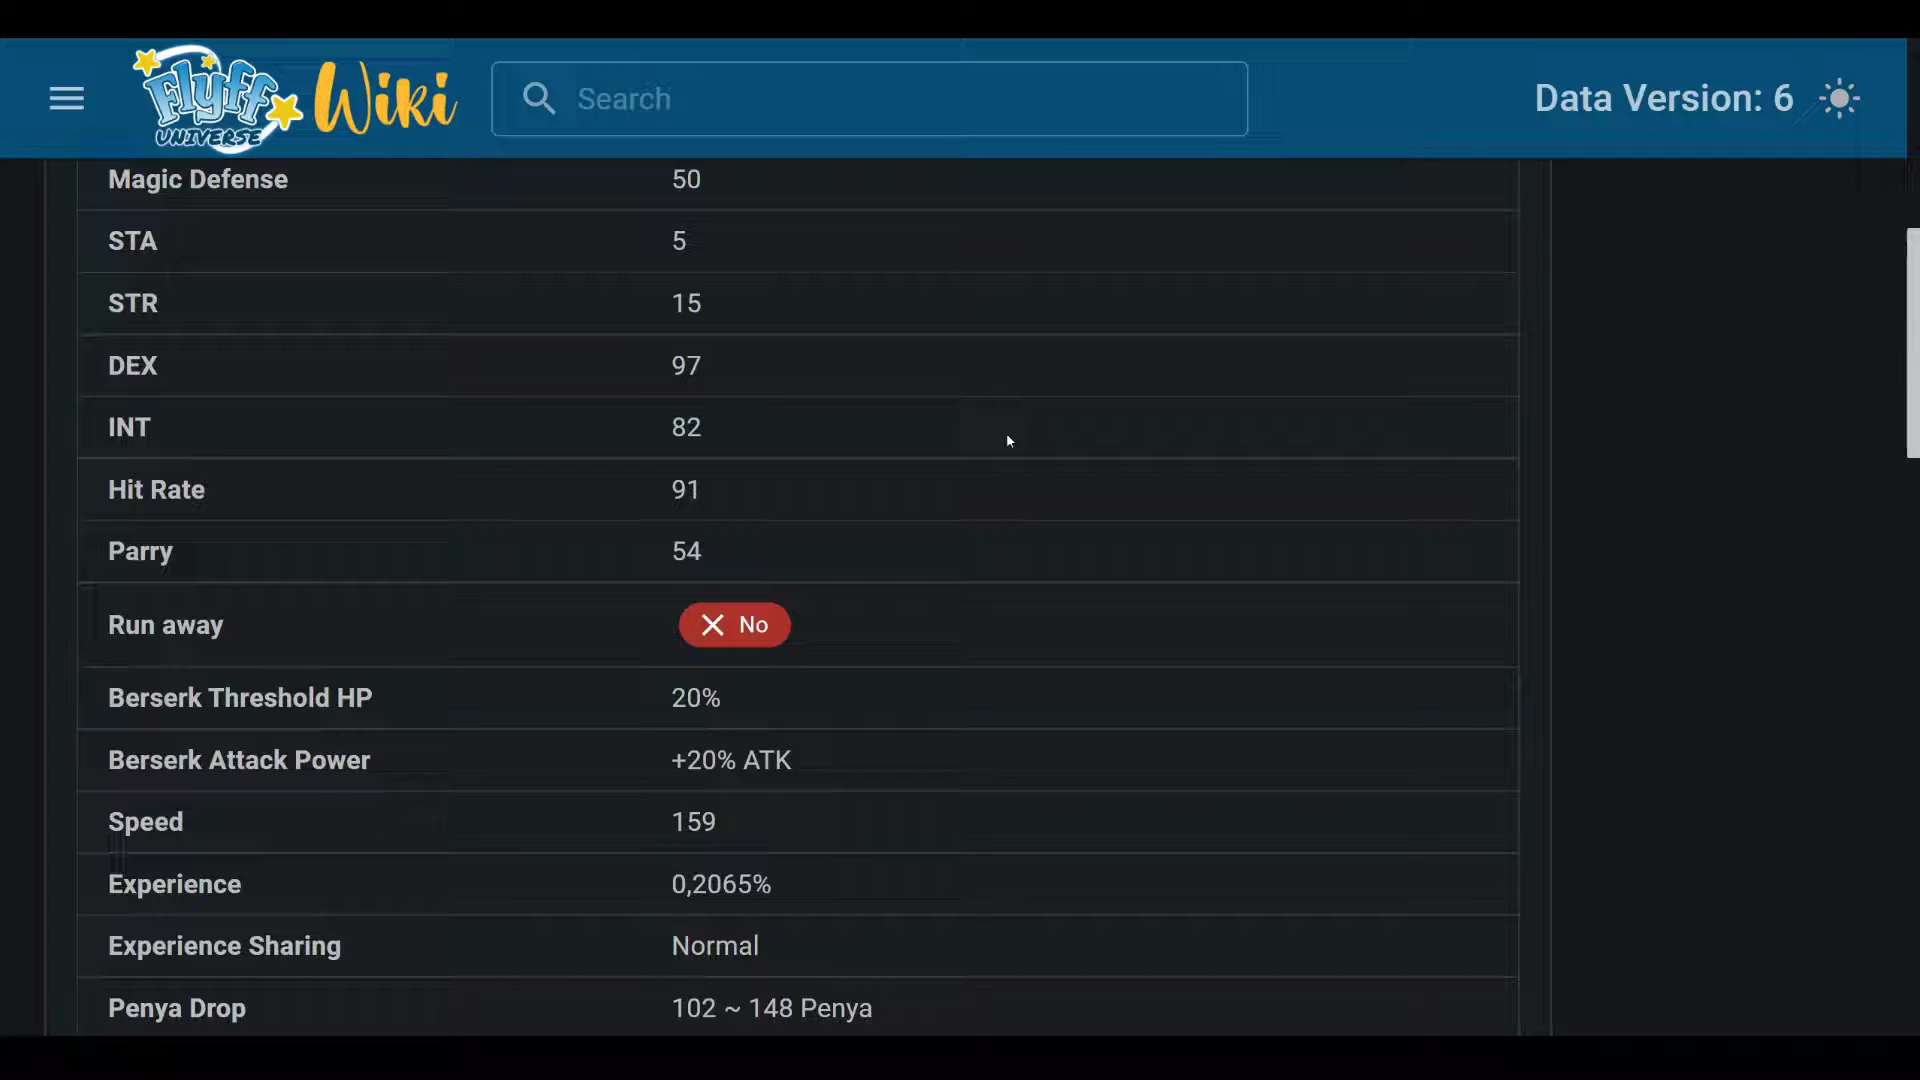 Flyff UNIVERSE Wiki Search Data Version: 6
Magic Defense 50
STA 5
STR 15
DEX 97
INT 82
Hit Rate 91
Parry 54
Run away No
Berserk Threshold HP 20%
Berserk Attack Power +20% ATK
Speed 159
Experience 0,2065%
Experience Sharing Normal
Penya Drop 102 ~ 148 Penya